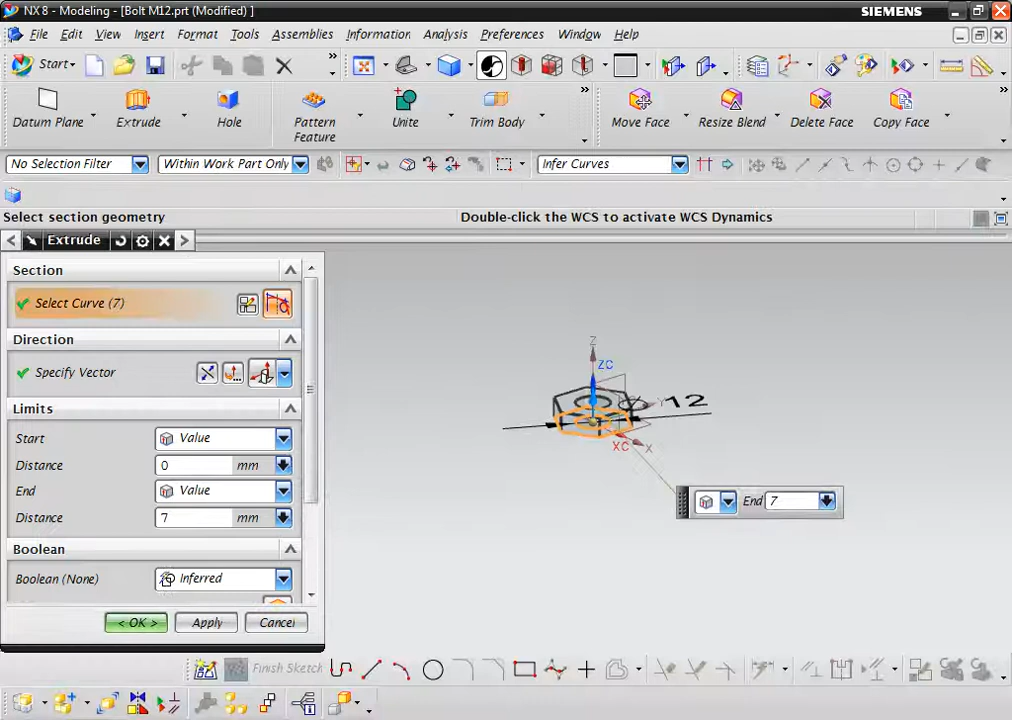 NX 8 - Modeling - [Bolt M12.prt (Modified) ]
SIEMENS
File Edit View Insert Format Tools Assemblies Information Analysis Preferences Window Help
Start
Datum Plane
Extrude
Hole
Pattern Feature
Unite
Trim Body
Move Face
Resize Blend
Delete Face
Copy Face
No Selection Filter
Within Work Part Only
Infer Curves
Select section geometry
Double-click the WCS to activate WCS Dynamics
Extrude
Section
Select Curve (7)
Direction
Specify Vector
Limits
Start Value
Distance 0 mm
End Value
Distance 7 mm
Boolean
Boolean (None) Inferred
< OK > Apply Cancel
Z
ZC
Y
12
XC
X
End 7
Finish Sketch